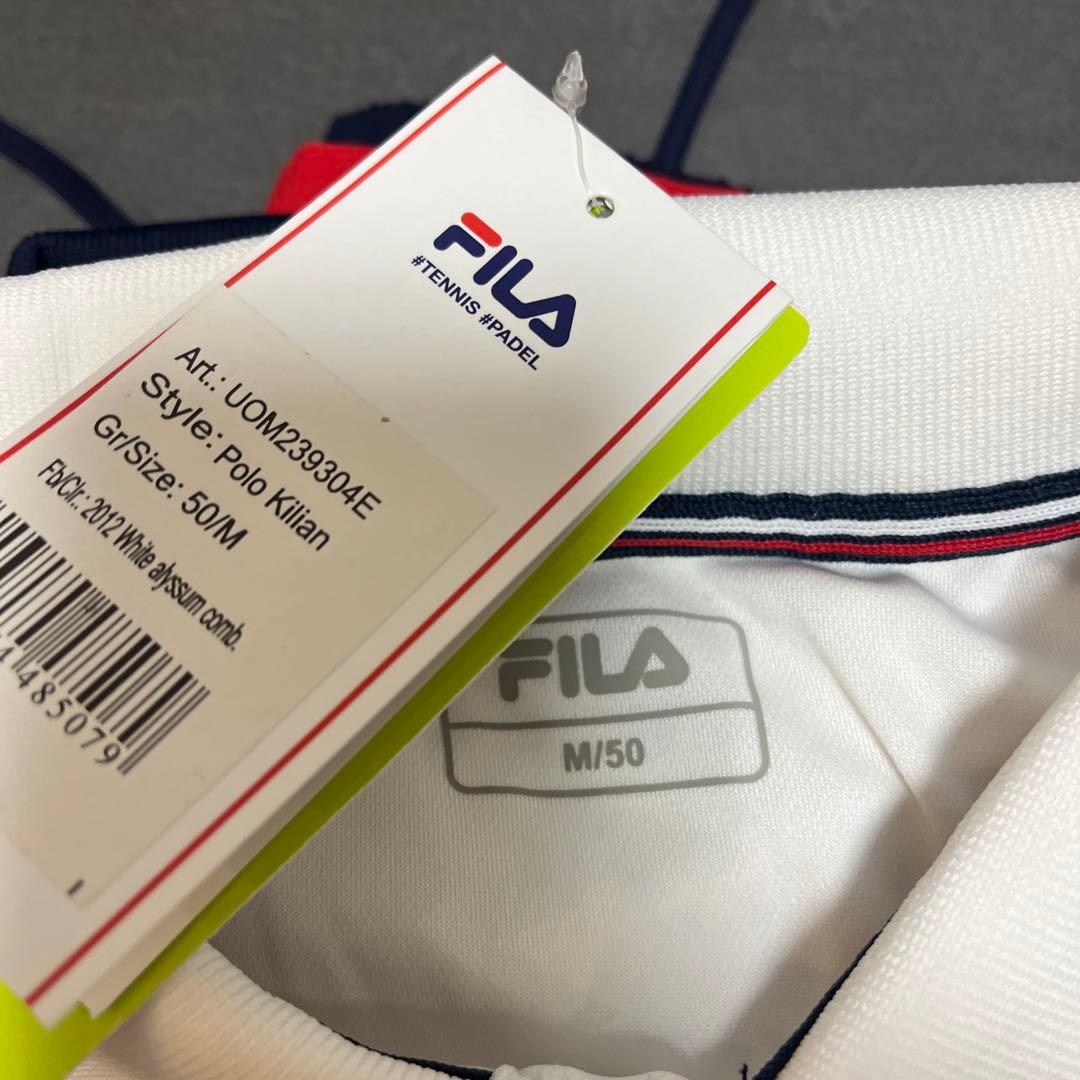 FILA
#TENNIS #PADEL
Art.: UOM239304E
Style: Polo Kilian
Gr/Size: 50/M
Fb/Clr.: 2012 White alyssum comb.
485079
FILA
M/50